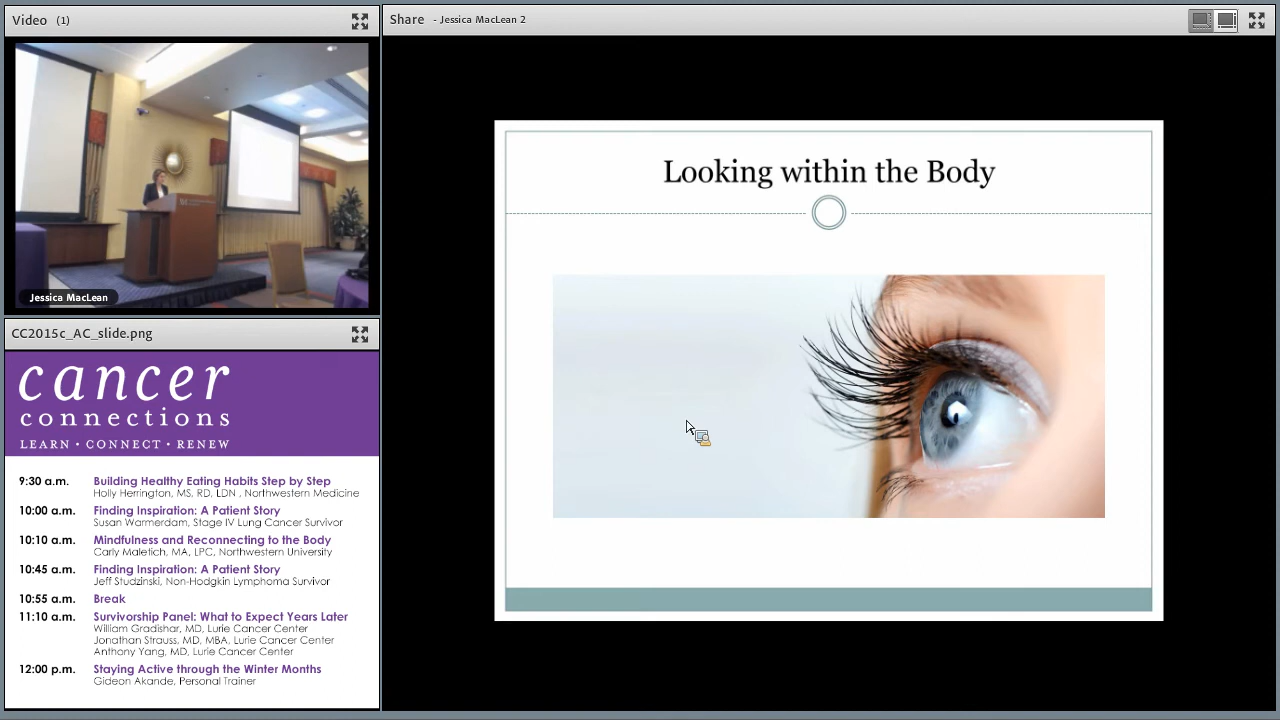 Video (1)
Jessica MacLean
CC2015c_AC_slide.png
cancer
connections
LEARN · CONNECT · RENEW
9:30 a.m. Building Healthy Eating Habits Step by Step
Holly Herrington, MS, RD, LDN , Northwestern Medicine
10:00 a.m. Finding Inspiration: A Patient Story
Susan Warmerdam, Stage IV Lung Cancer Survivor
10:10 a.m. Mindfulness and Reconnecting to the Body
Carly Maletich, MA, LPC, Northwestern University
10:45 a.m. Finding Inspiration: A Patient Story
Jeff Studzinski, Non-Hodgkin Lymphoma Survivor
10:55 a.m. Break
11:10 a.m. Survivorship Panel: What to Expect Years Later
William Gradishar, MD, Lurie Cancer Center
Jonathan Strauss, MD, MBA, Lurie Cancer Center
Anthony Yang, MD, Lurie Cancer Center
12:00 p.m. Staying Active through the Winter Months
Gideon Akande, Personal Trainer
Share - Jessica MacLean 2
Looking within the Body